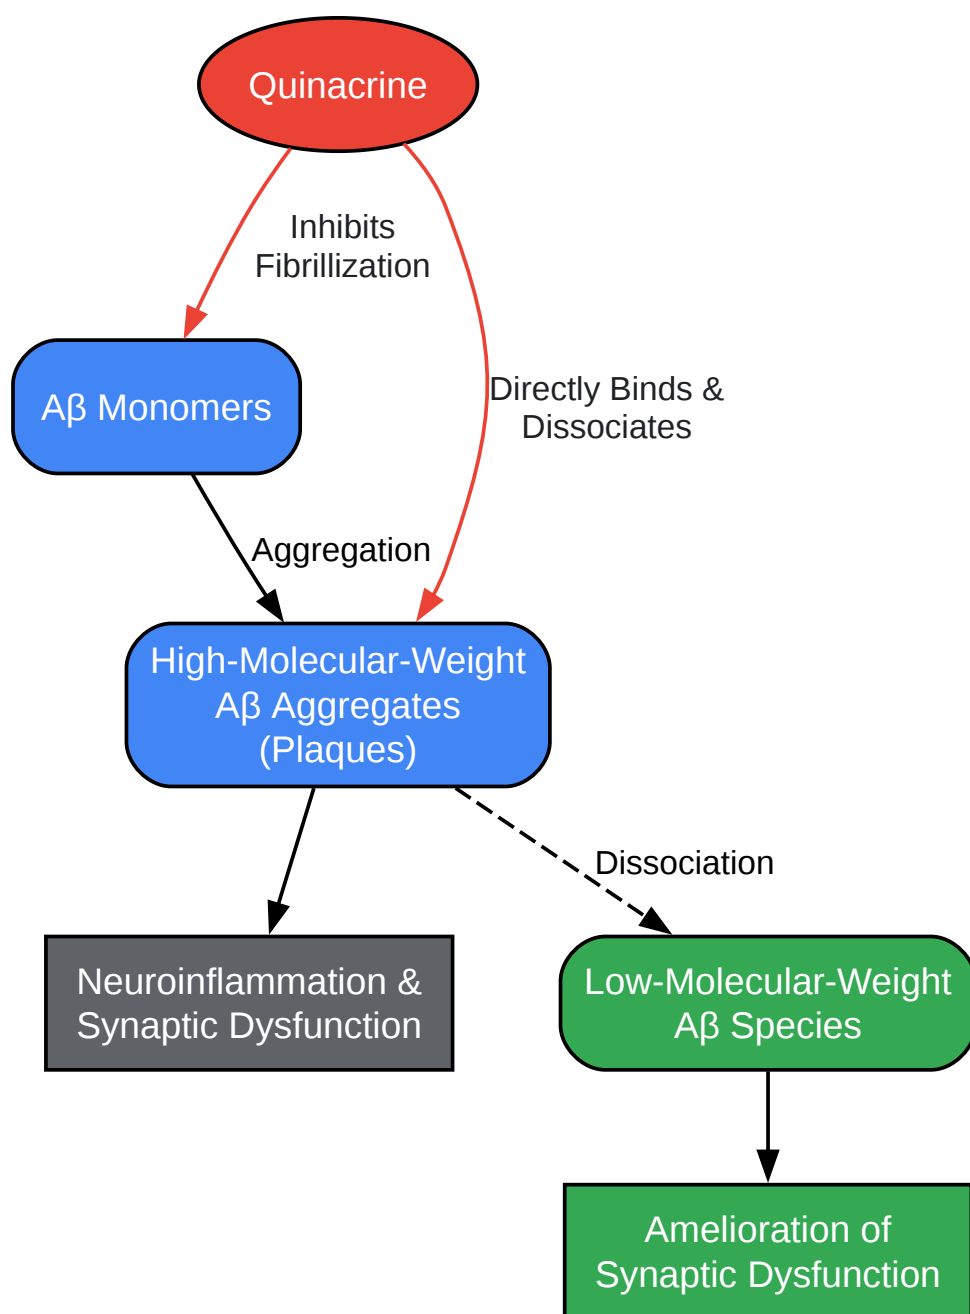 Quinacrine
Inhibits
Fibrillization
Directly Binds &
Dissociates
Aβ Monomers
Aggregation
High-Molecular-Weight
Aβ Aggregates
(Plaques)
Dissociation
Neuroinflammation &
Synaptic Dysfunction
Low-Molecular-Weight
Aβ Species
Amelioration of
Synaptic Dysfunction